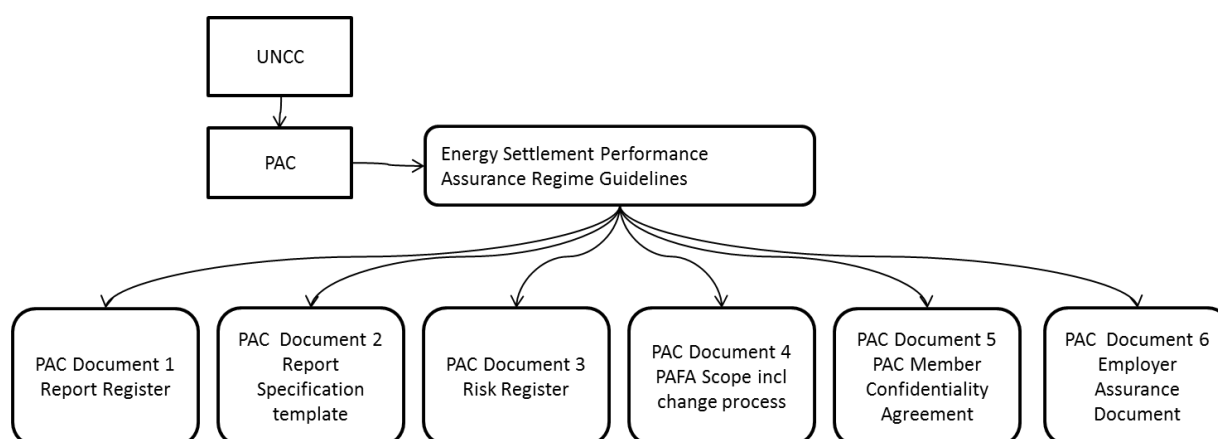 UNCC
PAC
Energy Settlement Performance
Assurance Regime Guidelines
PAC Document 1
Report Register
PAC Document 2
Report
Specification
template
PAC Document 3
Risk Register
PAC Document 4
PAFA Scope incl
change process
PAC Document 5
PAC Member
Confidentiality
Agreement
PAC Document 6
Employer
Assurance
Document